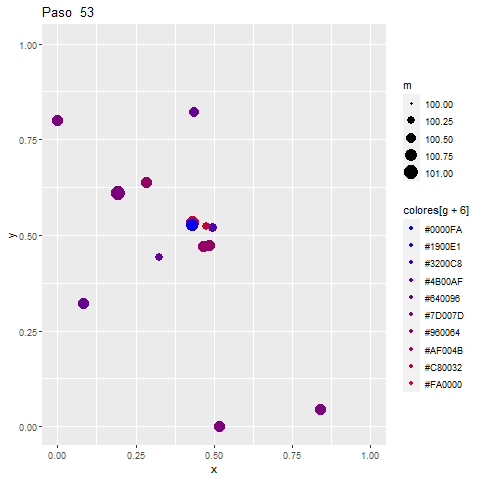 Paso  53
1.00
0.75
0.50
0.25
0.00
y
0.00 0.25 0.50 0.75 1.00
x
m
100.00
100.25
100.50
100.75
101.00
colores[g + 6]
#0000FA
#1900E1
#3200C8
#4B00AF
#640096
#7D007D
#960064
#AF004B
#C80032
#FA0000